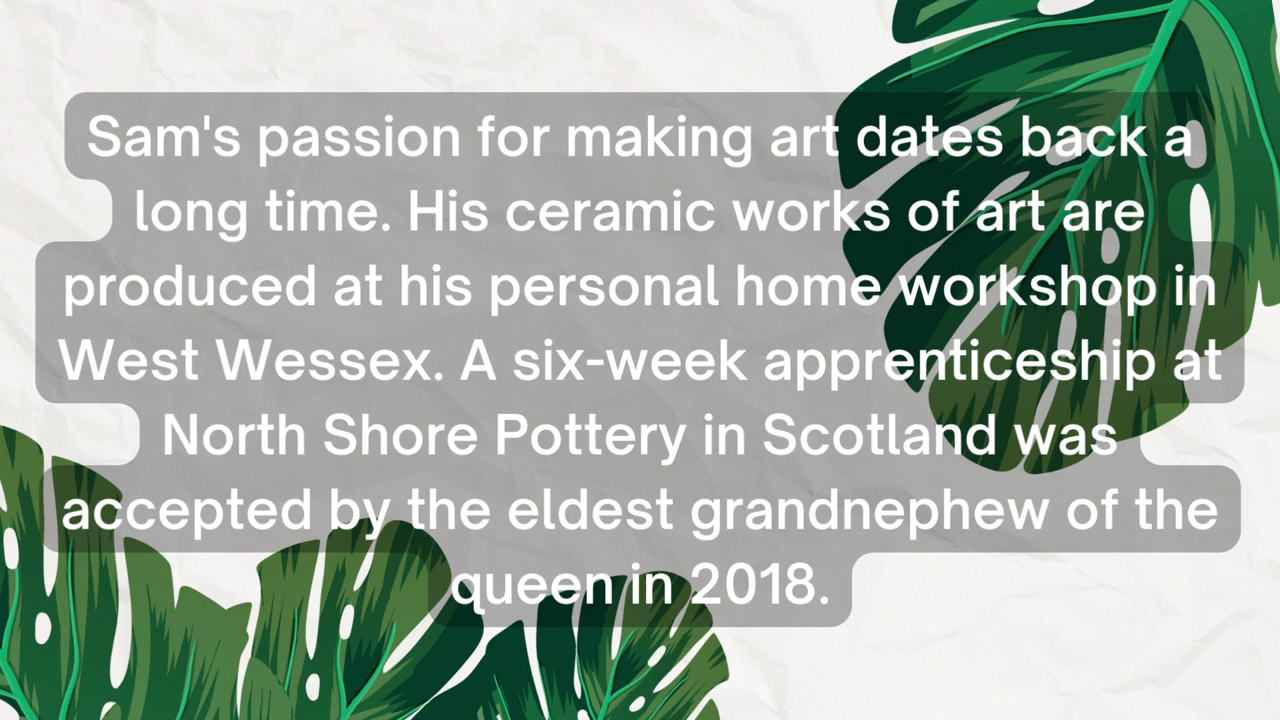 Sam's passion for making art dates back a
long time. His ceramic works of art are
produced at his personal home workshop in
West Wessex. A six-week apprenticeship at
North Shore Pottery in Scotland was
accepted by the eldest grandnephew of the
queen in 2018.